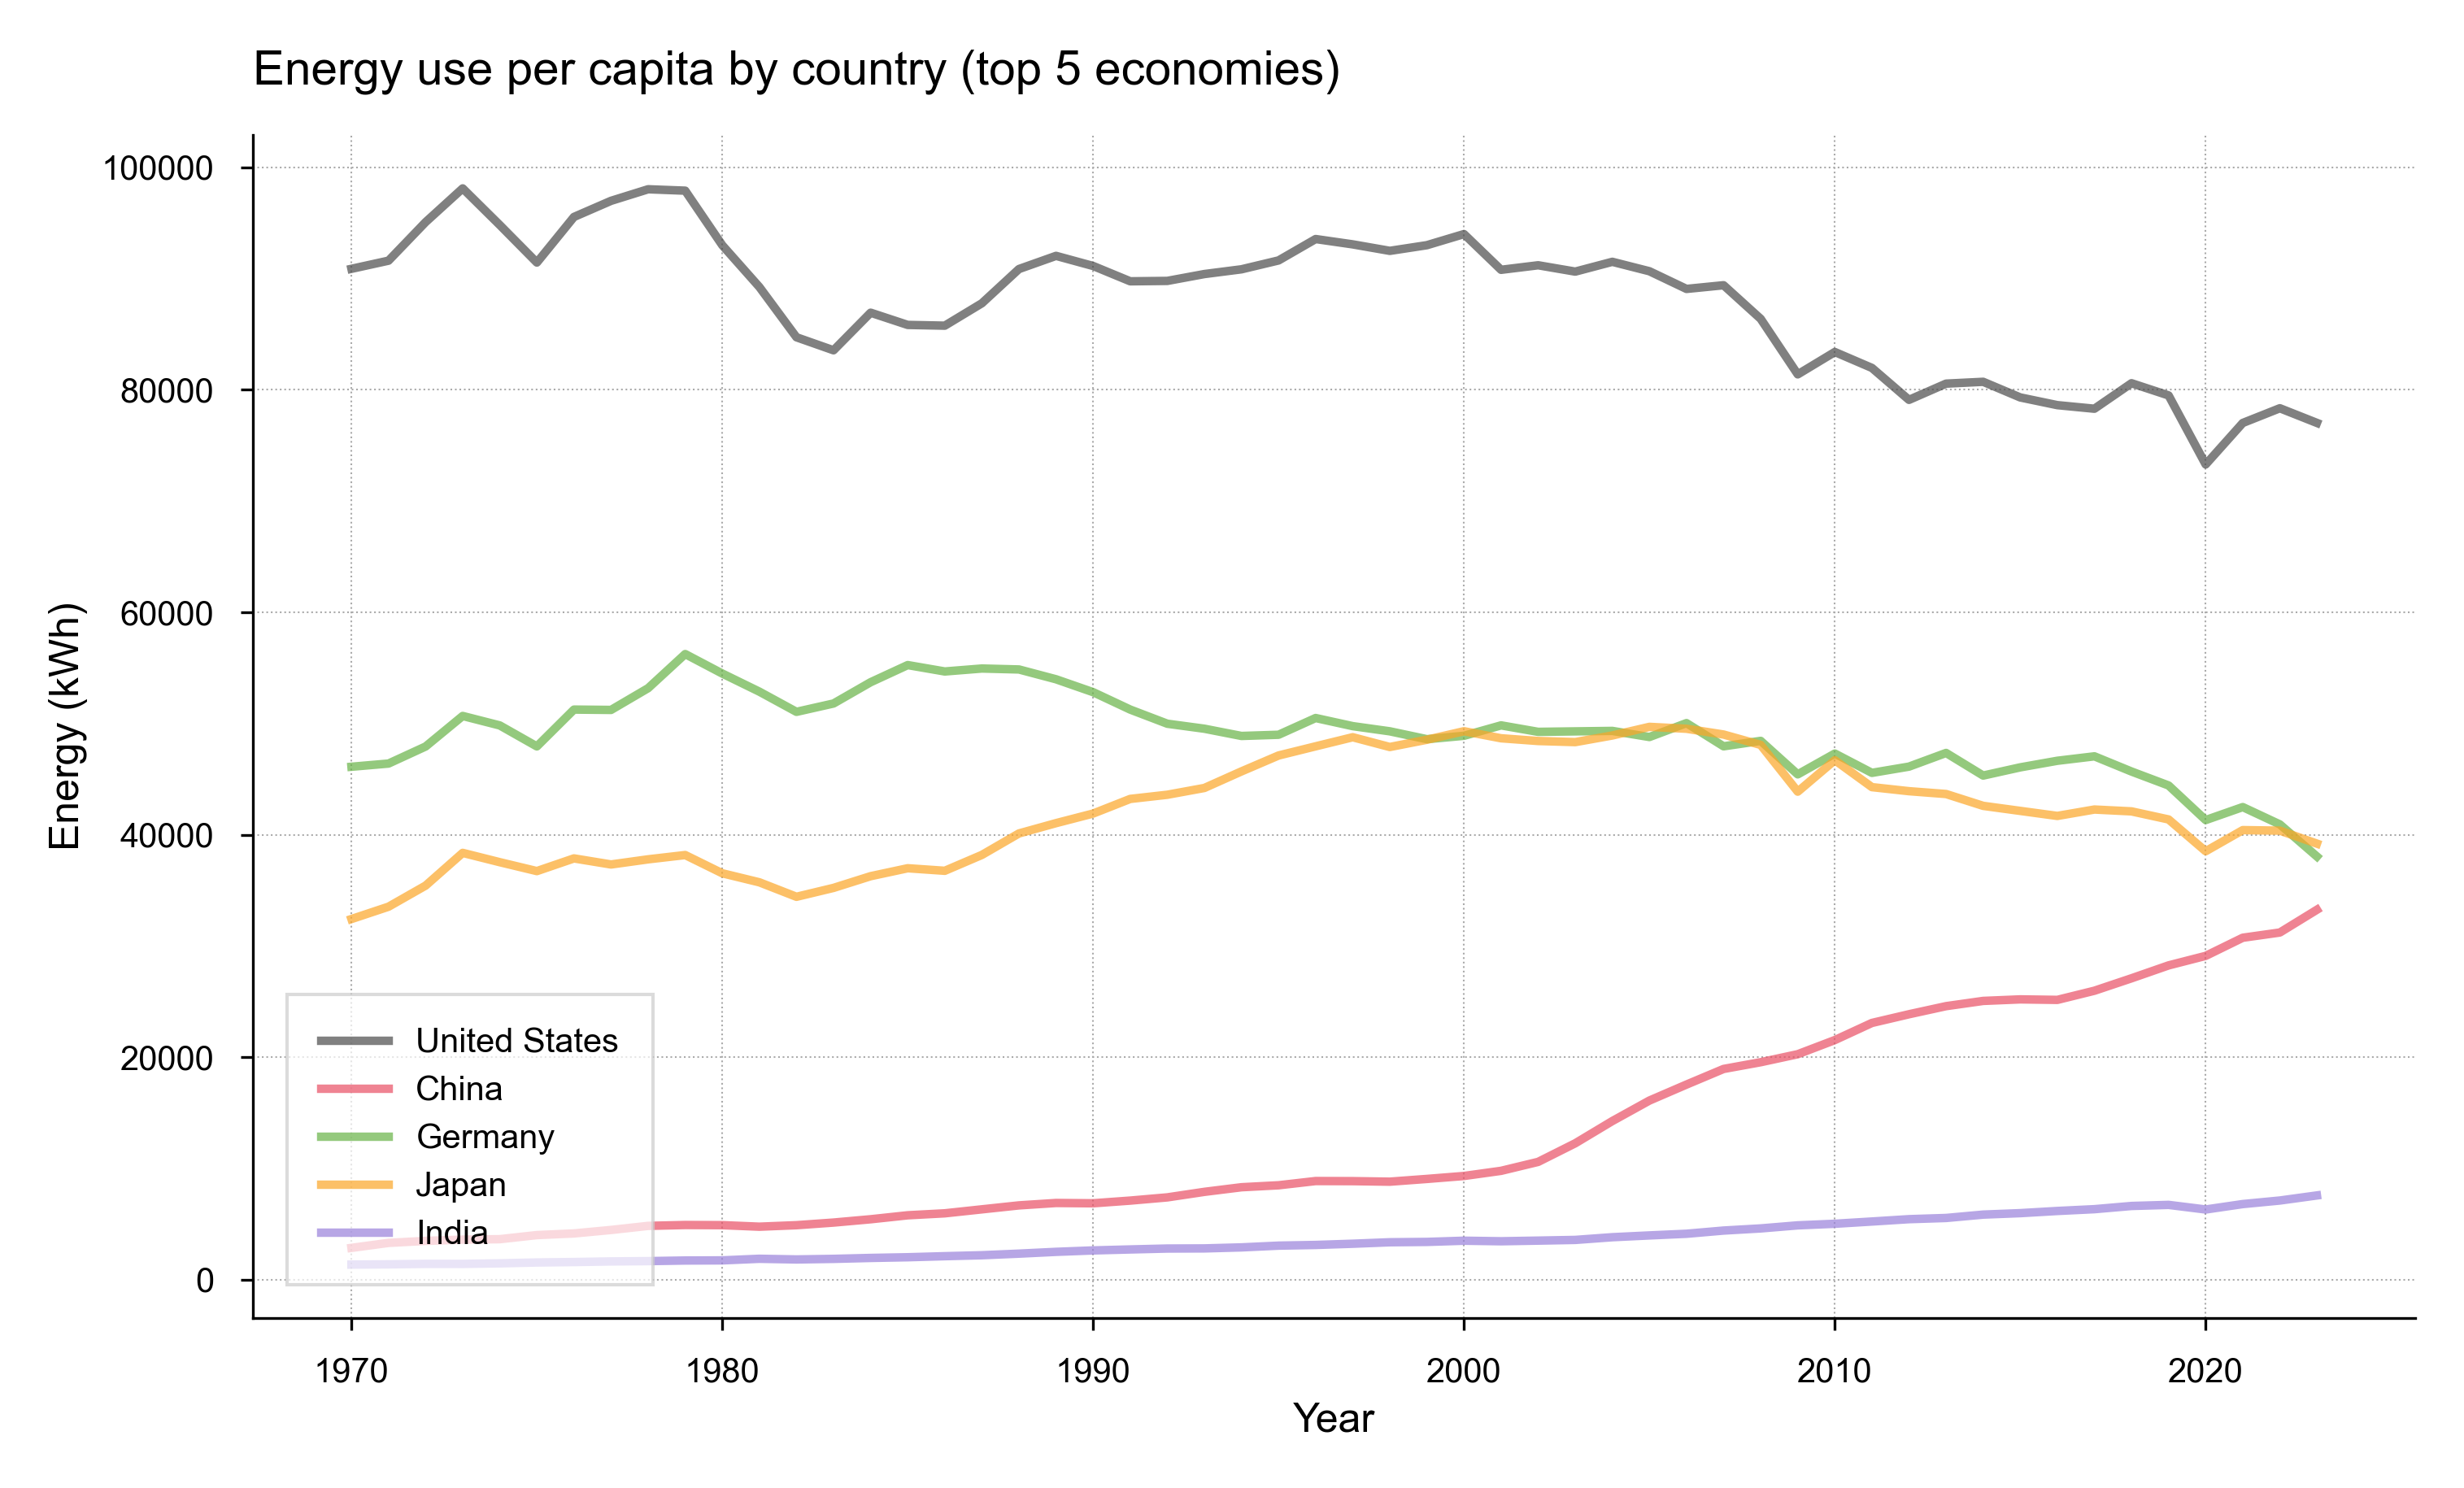 Energy use per capita by country (top 5 economies)
100000
80000
60000
40000
20000
0
Energy (kWh)
United States
China
Germany
Japan
India
1970 1980 1990 2000 2010 2020
Year